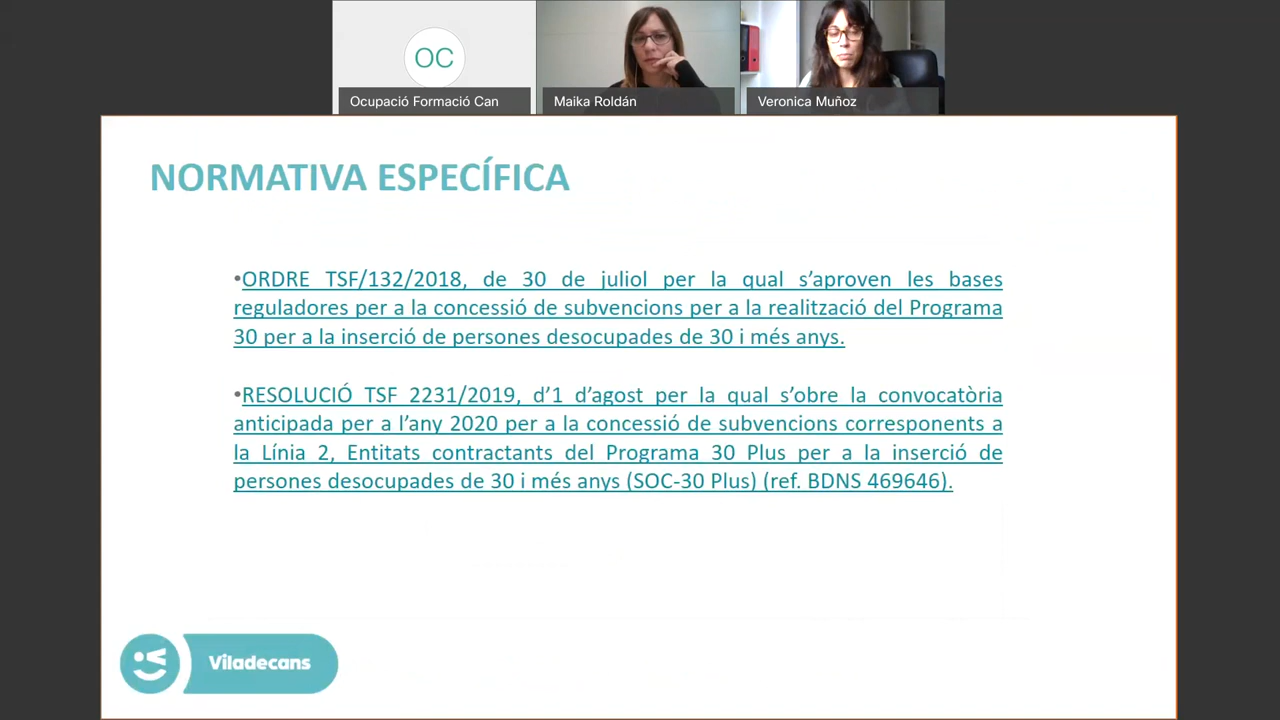 OC
Ocupació Formació Can
Maika Roldán
Veronica Muñoz
NORMATIVA ESPECÍFICA
•ORDRE TSF/132/2018, de 30 de juliol per la qual s’aproven les bases
reguladores per a la concessió de subvencions per a la realització del Programa
30 per a la inserció de persones desocupades de 30 i més anys.
•RESOLUCIÓ TSF 2231/2019, d’1 d’agost per la qual s’obre la convocatòria
anticipada per a l’any 2020 per a la concessió de subvencions corresponents a
la Línia 2, Entitats contractants del Programa 30 Plus per a la inserció de
persones desocupades de 30 i més anys (SOC-30 Plus) (ref. BDNS 469646).
Viladecans